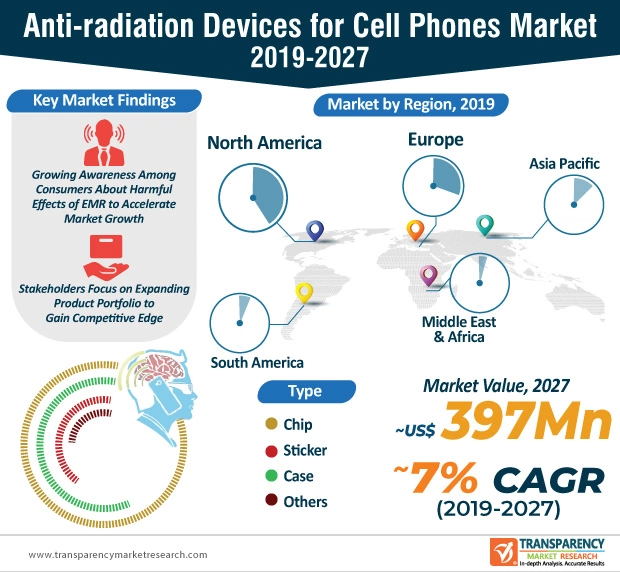 Anti-radiation Devices for Cell Phones Market
2019-2027
Key Market Findings
Growing Awareness Among
Consumers About Harmful
Effects of EMR to Accelerate
Market Growth
Stakeholders Focus on Expanding
Product Portfolio to
Gain Competitive Edge
Market by Region, 2019
North America
Europe
Asia Pacific
South America
Middle East
& Africa
Type
Chip
Sticker
Case
Others
Market Value, 2027
~US$ 397Mn
~7% CAGR
(2019-2027)
www.transparencymarketresearch.com
TRANSPARENCY
MARKET RESEARCH
In-depth Analysis. Accurate Results